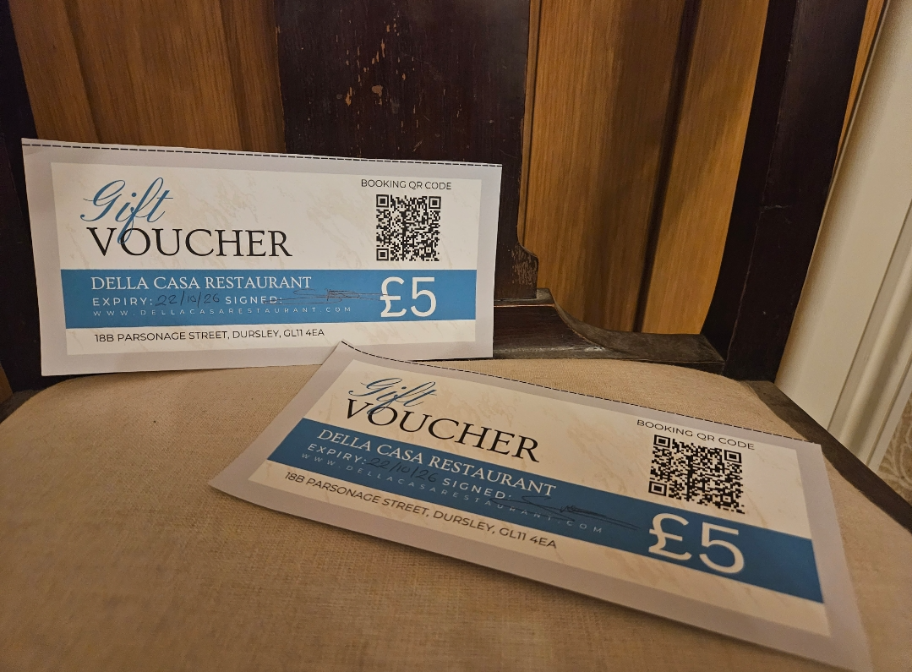 BOOKING QR CODE
Gift
VOUCHER
DELLA CASA RESTAURANT
EXPIRY: 22/10/26 SIGNED:
WWW.DELLACASARESTAURANT.COM
£5
18B PARSONAGE STREET, DURSLEY, GL11 4EA
Gift
VOUCHER
BOOKING QR CODE
DELLA CASA RESTAURANT
EXPIRY: 22/10/26 SIGNED:
WWW.DELLACASARESTAURANT.COM
£5
18B PARSONAGE STREET, DURSLEY, GL11 4EA